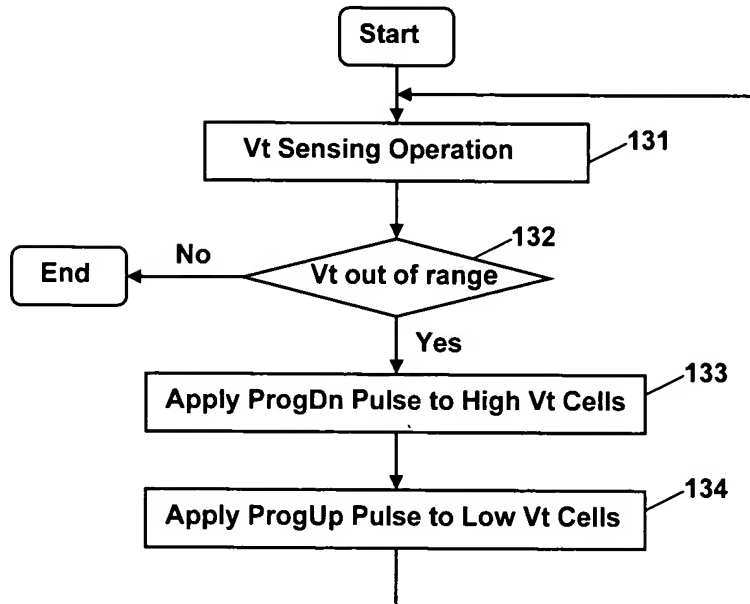 Start
Vt Sensing Operation
131
132
No
End
Vt out of range
Yes
133
Apply ProgDn Pulse to High Vt Cells
134
Apply ProgUp Pulse to Low Vt Cells